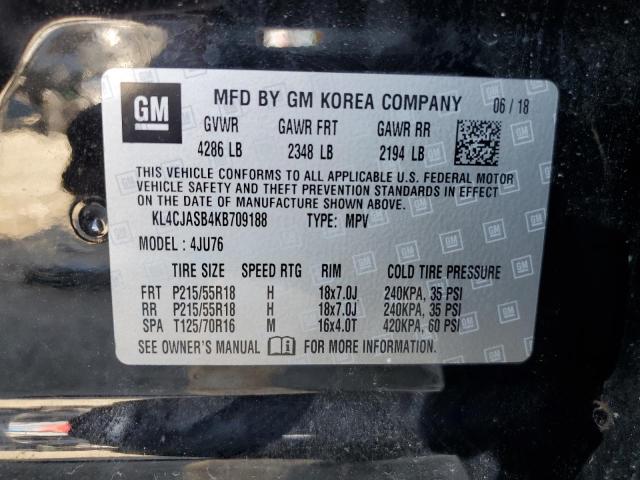 GM MFD BY GM KOREA COMPANY 06 / 18
GVWR GAWR FRT GAWR RR
4286 LB 2348 LB 2194 LB
THIS VEHICLE CONFORMS TO ALL APPLICABLE U.S. FEDERAL MOTOR
VEHICLE SAFETY AND THEFT PREVENTION STANDARDS IN EFFECT
ON THE DATE OF MANUFACTURE SHOWN ABOVE.
KL4CJASB4KB709188 TYPE: MPV
MODEL : 4JU76
TIRE SIZE SPEED RTG RIM COLD TIRE PRESSURE
FRT P215/55R18 H 18x7.0J 240KPA, 35 PSI
RR P215/55R18 H 18x7.0J 240KPA, 35 PSI
SPA T125/70R16 M 16x4.0T 420KPA, 60 PSI
SEE OWNER'S MANUAL FOR MORE INFORMATION.